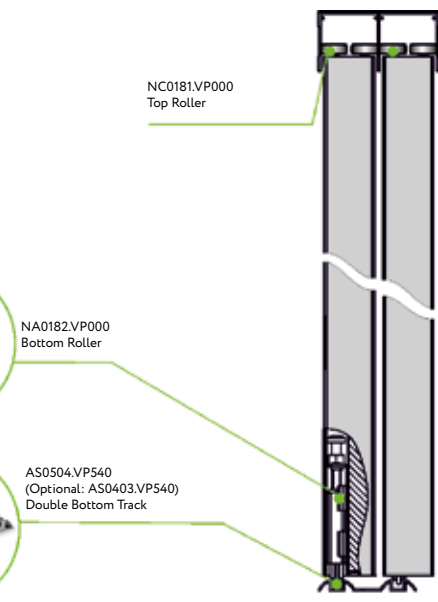 NC0181.VP000
Top Roller
NA0182.VP000
Bottom Roller
AS0504.VP540
(Optional: AS0403.VP540)
Double Bottom Track